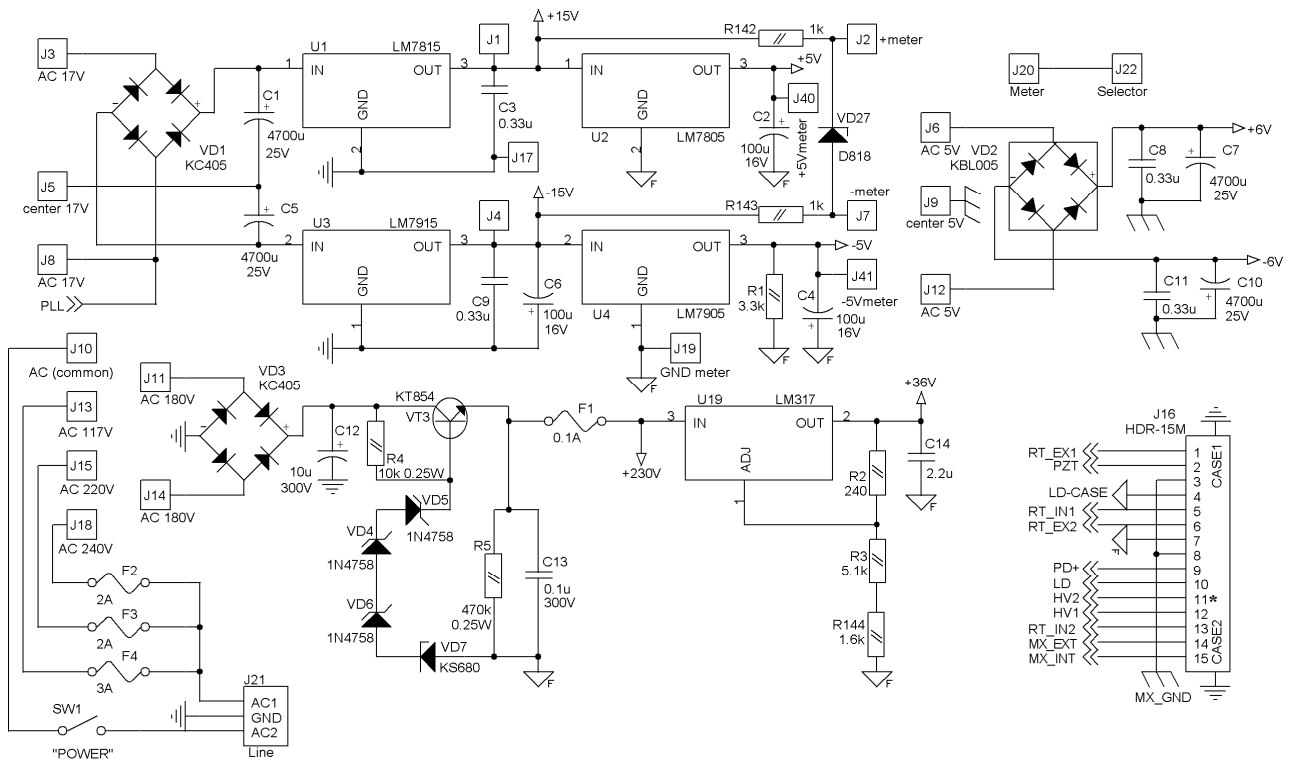 J3
AC 17V
VD1
KC405
C1
4700u
25V
J5
center 17V
C5
4700u
25V
J8
AC 17V
PLL
U1
LM7815
1
IN
OUT
3
GND
2
J1
C3
0.33u
J17
+15V
1
IN
OUT
3
GND
2
U2
LM7805
R142
1k
J2
+meter
+5V
J40
+5Vmeter
C2
100u
16V
VD27
D818
-meter
R143
1k
J7
U3
LM7915
2
IN
OUT
3
GND
1
J4
C9
0.33u
-15V
C6
100u
16V
2
IN
OUT
3
GND
1
U4
LM7905
J19
GND meter
R1
3.3k
C4
100u
16V
-5V
J41
-5Vmeter
J20
Meter
J22
Selector
J6
AC 5V
VD2
KBL005
J9
center 5V
J12
AC 5V
C8
0.33u
C7
4700u
25V
+6V
C11
0.33u
C10
4700u
25V
-6V
J10
AC (common)
J13
AC 117V
J15
AC 220V
J18
AC 240V
F2
2A
F3
2A
F4
3A
SW1
"POWER"
J21
AC1
GND
AC2
Line
J11
AC 180V
VD3
KC405
J14
AC 180V
C12
10u
300V
R4
10k 0.25W
KT854
VT3
VD5
1N4758
VD4
1N4758
VD6
1N4758
VD7
KS680
R5
470k
0.25W
C13
0.1u
300V
F1
0.1A
+230V
U19
LM317
3
IN
OUT
2
ADJ
1
+36V
C14
2.2u
R2
240
R3
5.1k
R144
1.6k
F
F
F
F
F
F
F
F
J16
HDR-15M
CASE1
RT_EX1
1
PZT
2
3
LD-CASE
4
RT_IN1
5
RT_EX2
6
7
8
PD+
9
LD
10
HV2
11*
HV1
12
RT_IN2
13
MX_EXT
14
MX_INT
15
CASE2
MX_GND